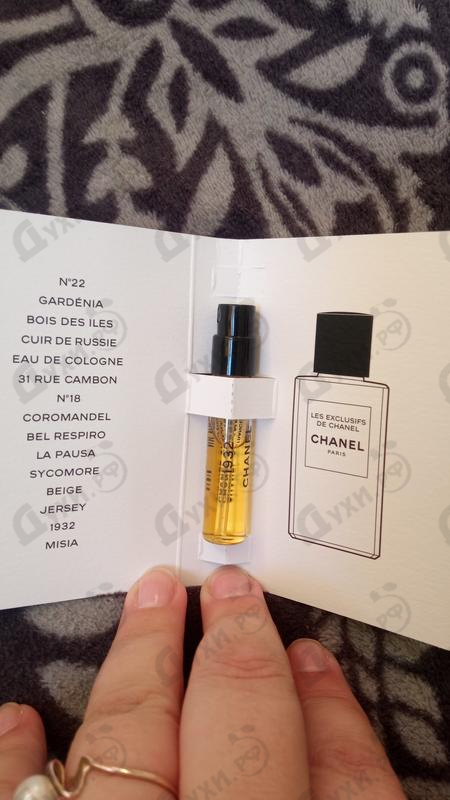 N°22
GARDÉNIA
BOIS DES ILES
CUIR DE RUSSIE
EAU DE COLOGNE
31 RUE CAMBON
N°18
COROMANDEL
BEL RESPIRO
LA PAUSA
SYCOMORE
BEIGE
JERSEY
1932
MISIA
1932
CHANEL
LES EXCLUSIFS
DE CHANEL
CHANEL
PARIS
Духи.рф